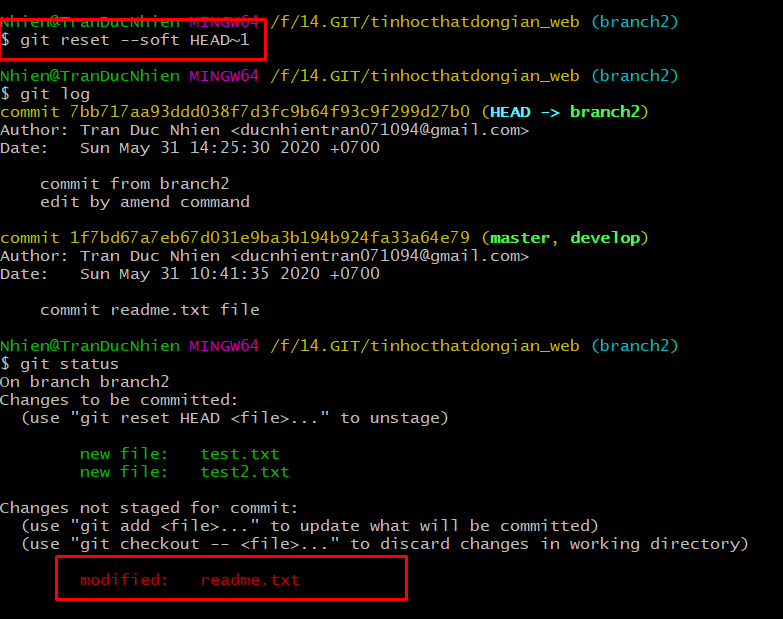 Nhien@TranDucNhien MINGW64 /f/14.GIT/tinhocthatdongian_web (branch2)
$ git reset --soft HEAD~1
Nhien@TranDucNhien MINGW64 /f/14.GIT/tinhocthatdongian_web (branch2)
$ git log
commit 7bb717aa93ddd038f7d3fc9b64f93c9f299d27b0 (HEAD -> branch2)
Author: Tran Duc Nhien <ducnhientran071094@gmail.com>
Date:   Sun May 31 14:25:30 2020 +0700
    commit from branch2
    edit by amend command
commit 1f7bd67a7eb67d031e9ba3b194b924fa33a64e79 (master, develop)
Author: Tran Duc Nhien <ducnhientran071094@gmail.com>
Date:   Sun May 31 10:41:35 2020 +0700
    commit readme.txt file
Nhien@TranDucNhien MINGW64 /f/14.GIT/tinhocthatdongian_web (branch2)
$ git status
On branch branch2
Changes to be committed:
  (use "git reset HEAD <file>..." to unstage)
        new file:   test.txt
        new file:   test2.txt
Changes not staged for commit:
  (use "git add <file>..." to update what will be committed)
  (use "git checkout -- <file>..." to discard changes in working directory)
        modified:   readme.txt